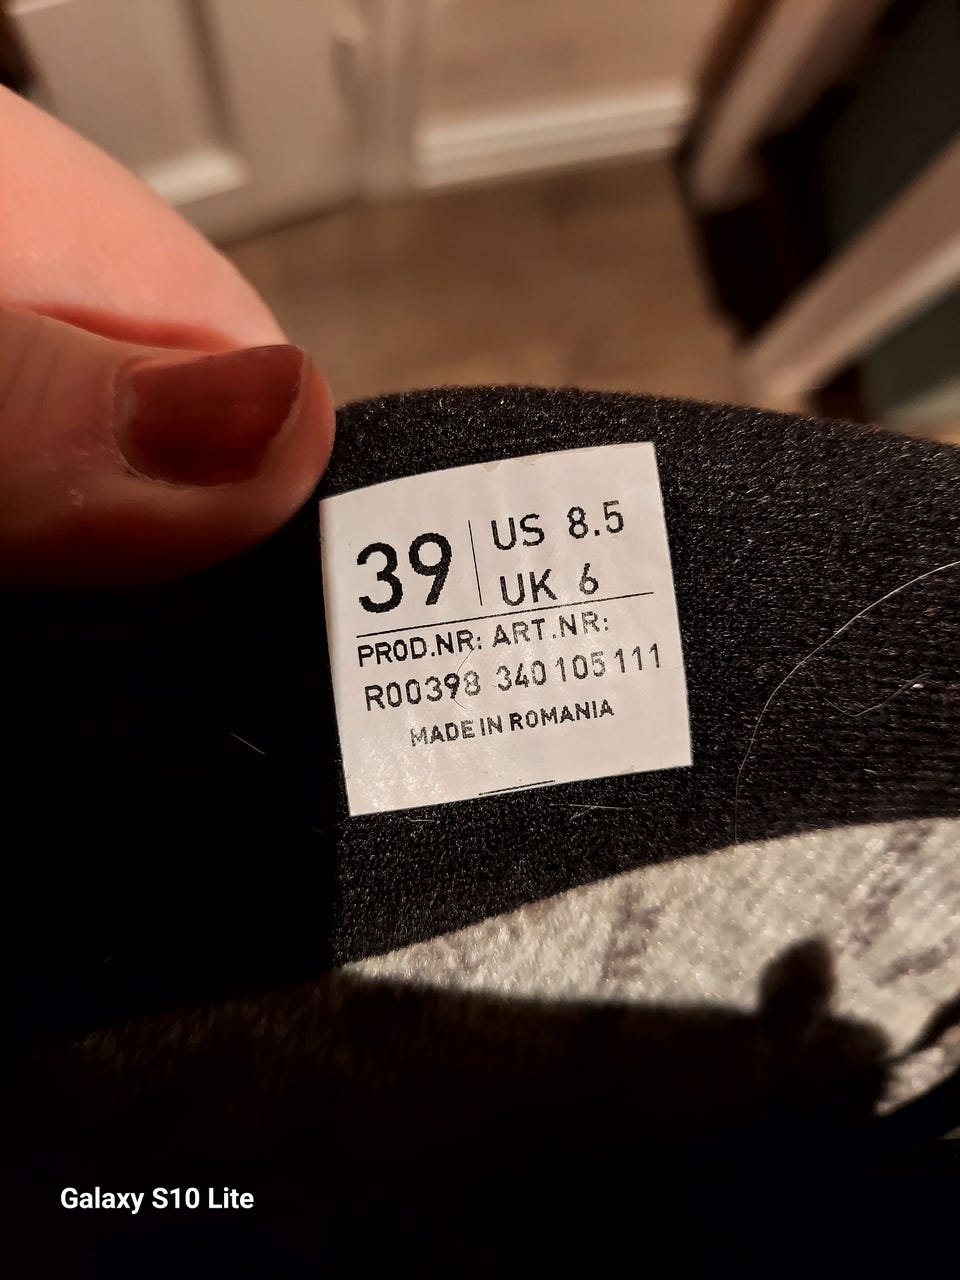 39
US 8.5
UK 6
PROD.NR: ART.NR:
R00398 340105111
MADE IN ROMANIA
Galaxy S10 Lite